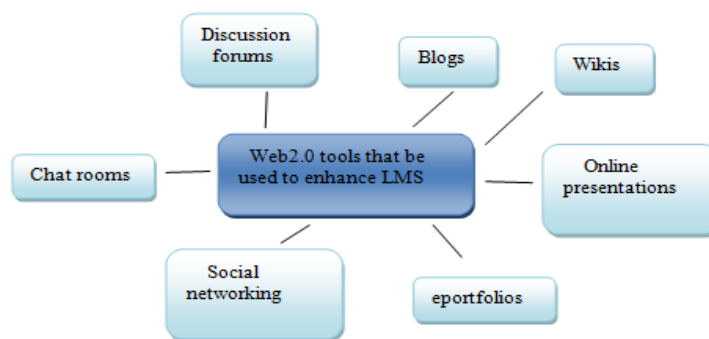 Discussion
forums
Blogs
Wikis
Chat rooms
Web2.0 tools that be
used to enhance LMS
Online
presentations
Social
networking
eportfolios